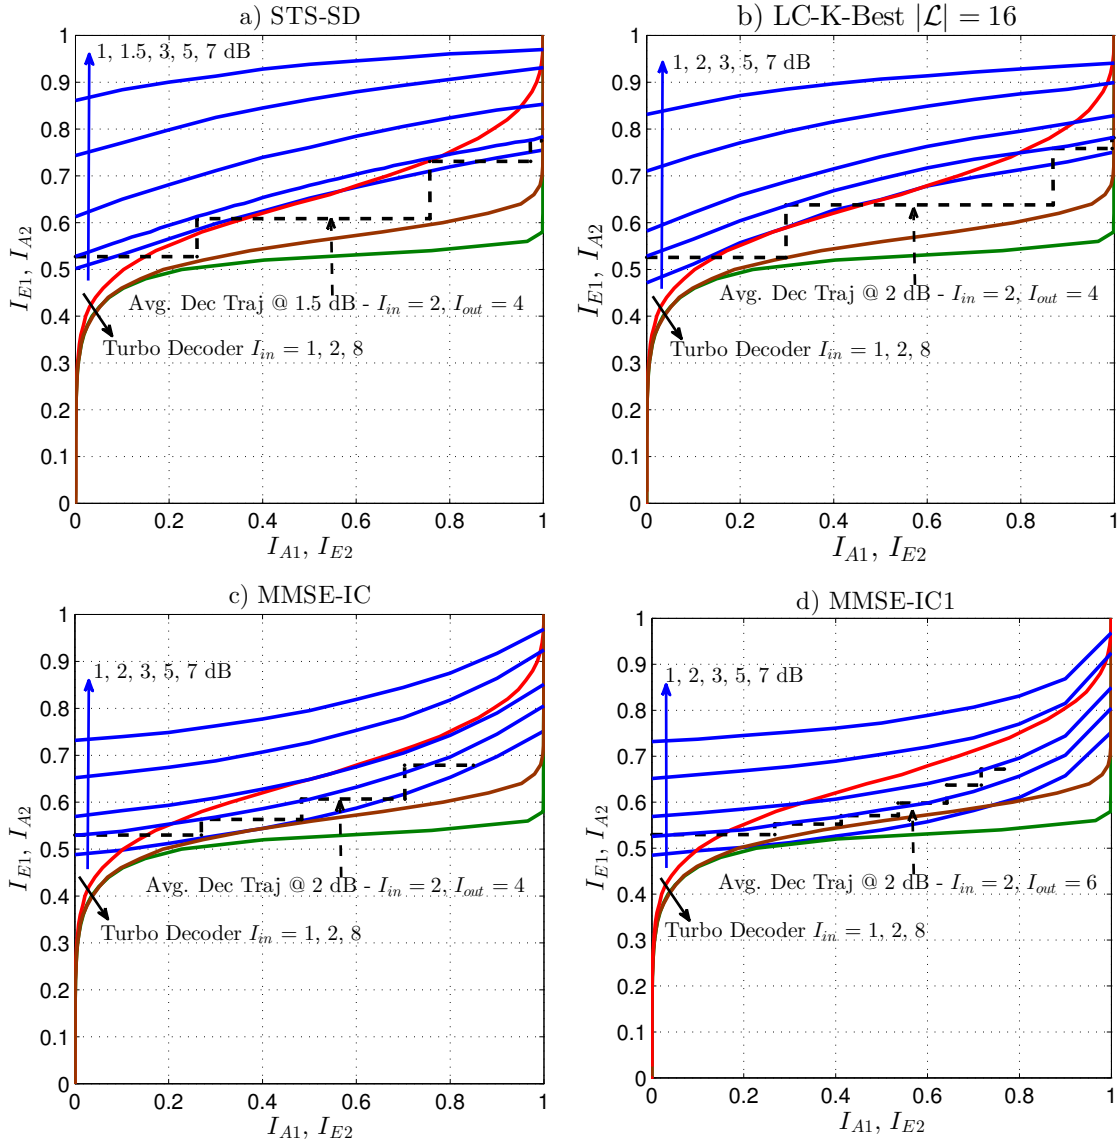 a) STS-SD
1, 1.5, 3, 5, 7 dB
Avg. Dec Traj @ 1.5 dB - I_in = 2, I_out = 4
Turbo Decoder I_in = 1, 2, 8
I_E1, I_A2
1
0.9
0.8
0.7
0.6
0.5
0.4
0.3
0.2
0.1
0
0 0.2 0.4 0.6 0.8 1
I_A1, I_E2
b) LC-K-Best |𝓛| = 16
1, 2, 3, 5, 7 dB
Avg. Dec Traj @ 2 dB - I_in = 2, I_out = 4
Turbo Decoder I_in = 1, 2, 8
I_E1, I_A2
1
0.9
0.8
0.7
0.6
0.5
0.4
0.3
0.2
0.1
0
0 0.2 0.4 0.6 0.8 1
I_A1, I_E2
c) MMSE-IC
1, 2, 3, 5, 7 dB
Avg. Dec Traj @ 2 dB - I_in = 2, I_out = 4
Turbo Decoder I_in = 1, 2, 8
I_E1, I_A2
1
0.9
0.8
0.7
0.6
0.5
0.4
0.3
0.2
0.1
0
0 0.2 0.4 0.6 0.8 1
I_A1, I_E2
d) MMSE-IC1
1, 2, 3, 5, 7 dB
Avg. Dec Traj @ 2 dB - I_in = 2, I_out = 6
Turbo Decoder I_in = 1, 2, 8
I_E1, I_A2
1
0.9
0.8
0.7
0.6
0.5
0.4
0.3
0.2
0.1
0
0 0.2 0.4 0.6 0.8 1
I_A1, I_E2